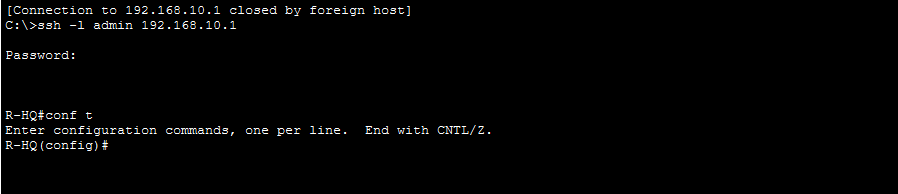 [Connection to 192.168.10.1 closed by foreign host]
C:\>ssh -l admin 192.168.10.1
Password:
R-HQ#conf t
Enter configuration commands, one per line.  End with CNTL/Z.
R-HQ(config)#